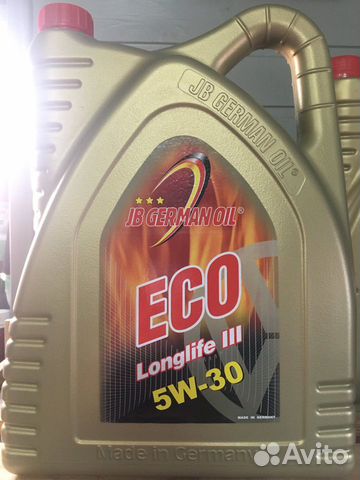 JB GERMAN OIL®
JB GERMAN OIL®
ECO
Longlife III
5W-30
MADE IN GERMANY
Made in Germany
Avito